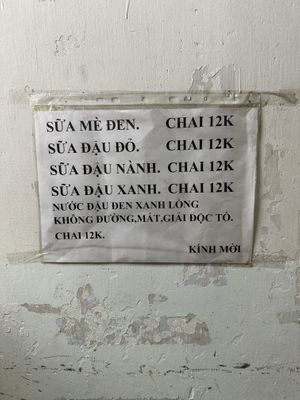 SỮA MÈ ĐEN. CHAI 12K
SỮA ĐẬU ĐỎ. CHAI 12K
SỮA ĐẬU NÀNH. CHAI 12K
SỮA ĐẬU XANH. CHAI 12K
NƯỚC ĐẬU ĐEN XANH LÒNG
KHÔNG ĐƯỜNG,MÁT,GIẢI ĐỘC TỐ.
CHAI 12K.
KÍNH MỜI